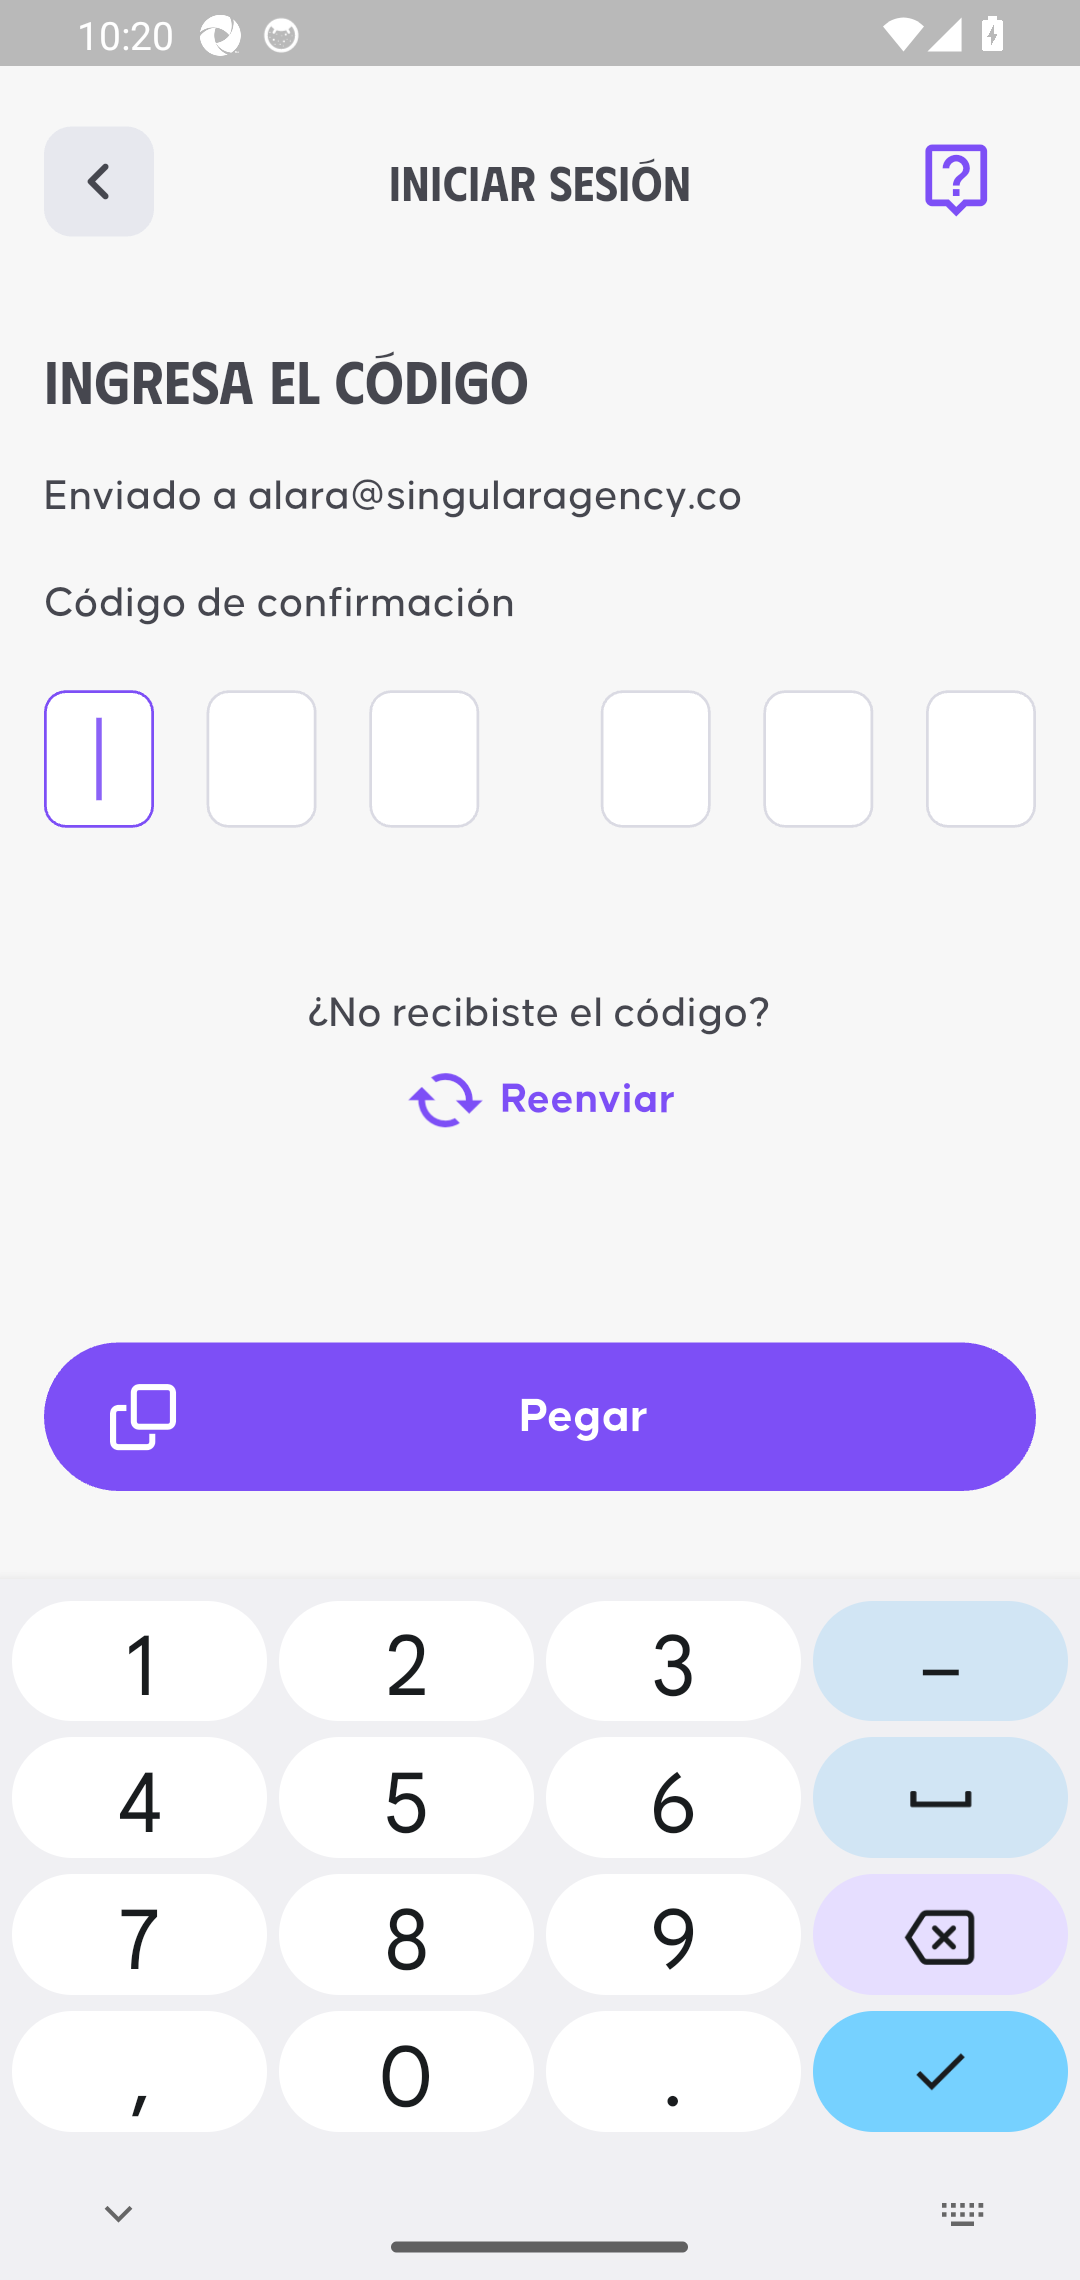 10:20
INICIAR SESIÓN
INGRESA EL CÓDIGO
Enviado a alara@singularagency.co
Código de confirmación
¿No recibiste el código?
Reenviar
Pegar
1 2 3 –
4 5 6
7 8 9
, 0 .